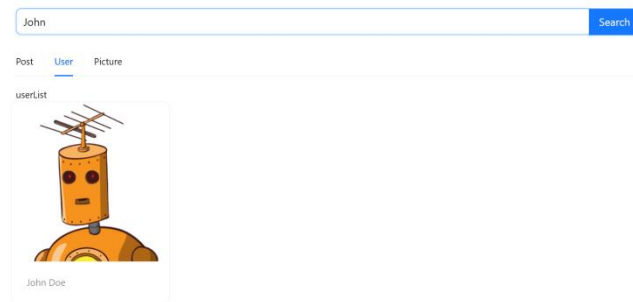 John
Search
Post User Picture
userList
John Doe